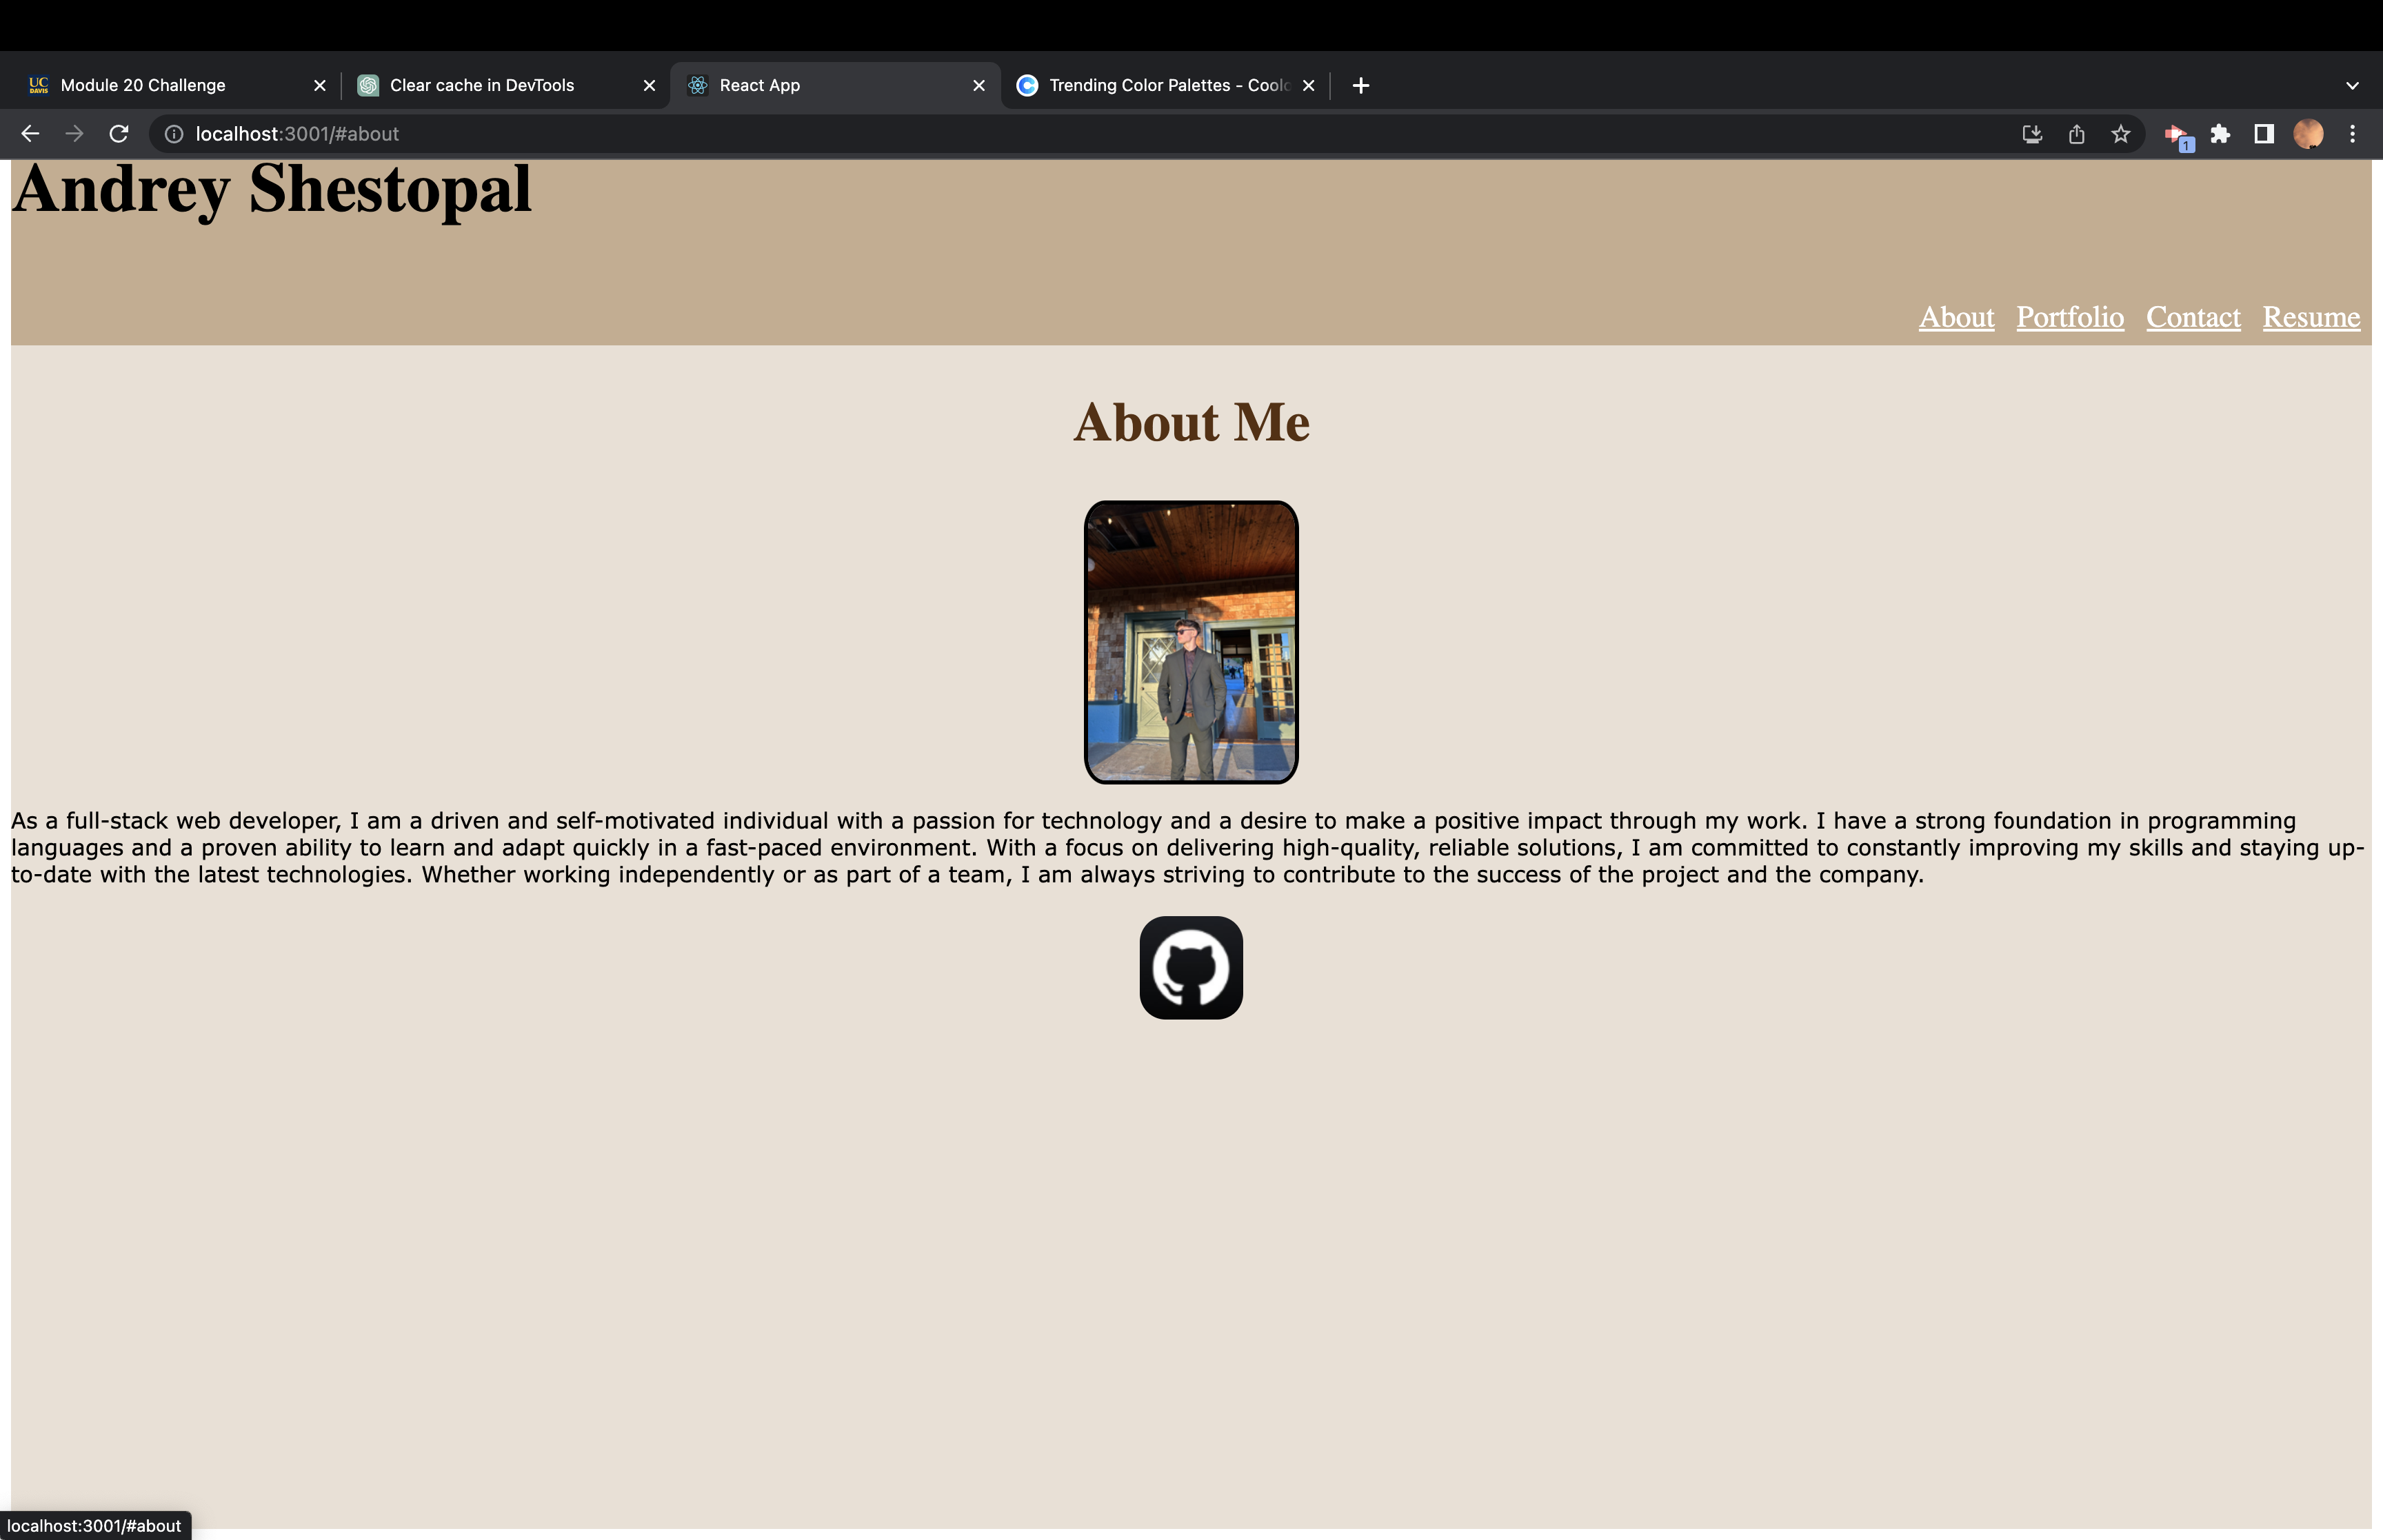 UC DAVIS Module 20 Challenge Clear cache in DevTools React App Trending Color Palettes - Coolo
localhost:3001/#about
1
Andrey Shestopal
About Portfolio Contact Resume
About Me
As a full-stack web developer, I am a driven and self-motivated individual with a passion for technology and a desire to make a positive impact through my work. I have a strong foundation in programming
languages and a proven ability to learn and adapt quickly in a fast-paced environment. With a focus on delivering high-quality, reliable solutions, I am committed to constantly improving my skills and staying up-
to-date with the latest technologies. Whether working independently or as part of a team, I am always striving to contribute to the success of the project and the company.
localhost:3001/#about